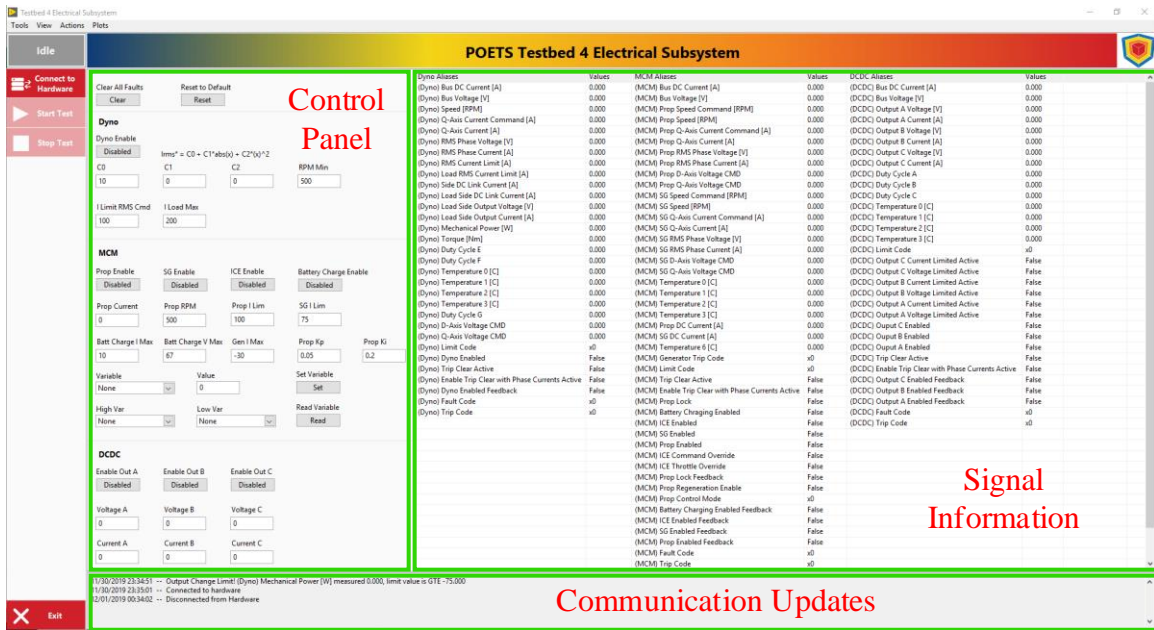 Testbed 4 Electrical Subsystem
Tools View Actions Plots
Idle
POETS Testbed 4 Electrical Subsystem
Connect to
Hardware
Start Test
Stop Test
Exit
Control
Panel
Clear All Faults Reset to Default
Clear Reset
Dyno
Dyno Enable
Disabled Irms* = C0 + C1*abs(x) + C2*(x)^2
C0 C1 C2 RPM Min
10 0 0 500
I Limit RMS Cmd I Load Max
100 200
MCM
Prop Enable SG Enable ICE Enable Battery Charge Enable
Disabled Disabled Disabled Disabled
Prop Current Prop RPM Prop I Lim SG I Lim
0 500 100 75
Batt Charge I Max Batt Charge V Max Gen I Max Prop Kp Prop Ki
10 67 -30 0.05 0.2
Variable Value Set Variable
None 0 Set
High Var Low Var Read Variable
None None Read
DCDC
Enable Out A Enable Out B Enable Out C
Disabled Disabled Disabled
Voltage A Voltage B Voltage C
0 0 0
Current A Current B Current C
0 0 0
Dyno Aliases Values MCM Aliases Values DCDC Aliases Values
(Dyno) Bus DC Current [A] 0.000 (MCM) Bus DC Current [A] 0.000 (DCDC) Bus DC Current [A] 0.000
(Dyno) Bus Voltage [V] 0.000 (MCM) Bus Voltage [V] 0.000 (DCDC) Bus Voltage [V] 0.000
(Dyno) Speed [RPM] 0.000 (MCM) Prop Speed Command [RPM] 0.000 (DCDC) Output A Voltage [V] 0.000
(Dyno) Q-Axis Current Command [A] 0.000 (MCM) Prop Speed [RPM] 0.000 (DCDC) Output A Current [A] 0.000
(Dyno) Q-Axis Current [A] 0.000 (MCM) Prop Q-Axis Current Command [A] 0.000 (DCDC) Output B Voltage [V] 0.000
(Dyno) RMS Phase Voltage [V] 0.000 (MCM) Prop Q-Axis Current [A] 0.000 (DCDC) Output B Current [A] 0.000
(Dyno) RMS Phase Current [A] 0.000 (MCM) Prop RMS Phase Voltage [V] 0.000 (DCDC) Output C Voltage [V] 0.000
(Dyno) RMS Current Limit [A] 0.000 (MCM) Prop RMS Phase Current [A] 0.000 (DCDC) Output C Current [A] 0.000
(Dyno) Load RMS Current Limit [A] 0.000 (MCM) Prop D-Axis Voltage CMD 0.000 (DCDC) Duty Cycle A 0.000
(Dyno) Side DC Link Current [A] 0.000 (MCM) Prop Q-Axis Voltage CMD 0.000 (DCDC) Duty Cycle B 0.000
(Dyno) Load Side DC Link Current [A] 0.000 (MCM) SG Speed Command [RPM] 0.000 (DCDC) Duty Cycle C 0.000
(Dyno) Load Side Output Voltage [V] 0.000 (MCM) SG Speed [RPM] 0.000 (DCDC) Temperature 0 [C] 0.000
(Dyno) Load Side Output Current [A] 0.000 (MCM) SG Q-Axis Current Command [A] 0.000 (DCDC) Temperature 1 [C] 0.000
(Dyno) Mechanical Power [W] 0.000 (MCM) SG Q-Axis Current [A] 0.000 (DCDC) Temperature 2 [C] 0.000
(Dyno) Torque [Nm] 0.000 (MCM) SG RMS Phase Voltage [V] 0.000 (DCDC) Temperature 3 [C] 0.000
(Dyno) Duty Cycle E 0.000 (MCM) SG RMS Phase Current [A] 0.000 (DCDC) Limit Code x0
(Dyno) Duty Cycle F 0.000 (MCM) SG D-Axis Voltage CMD 0.000 (DCDC) Output C Current Limited Active False
(Dyno) Temperature 0 [C] 0.000 (MCM) SG Q-Axis Voltage CMD 0.000 (DCDC) Output C Voltage Limited Active False
(Dyno) Temperature 1 [C] 0.000 (MCM) Temperature 0 [C] 0.000 (DCDC) Output B Current Limited Active False
(Dyno) Temperature 2 [C] 0.000 (MCM) Temperature 1 [C] 0.000 (DCDC) Output B Voltage Limited Active False
(Dyno) Temperature 3 [C] 0.000 (MCM) Temperature 2 [C] 0.000 (DCDC) Output A Current Limited Active False
(Dyno) Duty Cycle G 0.000 (MCM) Temperature 3 [C] 0.000 (DCDC) Output A Voltage Limited Active False
(Dyno) D-Axis Voltage CMD 0.000 (MCM) Prop DC Current [A] 0.000 (DCDC) Ouput C Enabled False
(Dyno) Q-Axis Voltage CMD 0.000 (MCM) SG DC Current [A] 0.000 (DCDC) Ouput B Enabled False
(Dyno) Limit Code x0 (MCM) Temperature 6 [C] 0.000 (DCDC) Ouput A Enabled False
(Dyno) Dyno Enabled False (MCM) Generator Trip Code x0 (DCDC) Trip Clear Active False
(Dyno) Trip Clear Active False (MCM) Limit Code x0 (DCDC) Enable Trip Clear with Phase Currents Active False
(Dyno) Enable Trip Clear with Phase Currents Active False (MCM) Trip Clear Active False (DCDC) Output C Enabled Feedback False
(Dyno) Dyno Enabled Feedback False (MCM) Enable Trip Clear with Phase Currents Active False (DCDC) Output B Enabled Feedback False
(Dyno) Fault Code x0 (MCM) Prop Lock False (DCDC) Output A Enabled Feedback False
(Dyno) Trip Code x0 (MCM) Battery Chraging Enabled False (DCDC) Fault Code x0
(MCM) ICE Enabled False (DCDC) Trip Code x0
(MCM) SG Enabled False
(MCM) Prop Enabled False
(MCM) ICE Command Override False
(MCM) ICE Throttle Override False
(MCM) Prop Lock Feedback False
(MCM) Prop Regeneration Enable False
(MCM) Prop Control Mode x0
(MCM) Battery Charging Enabled Feedback False
(MCM) ICE Enabled Feedback False
(MCM) SG Enabled Feedback False
(MCM) Prop Enabled Feedback False
(MCM) Fault Code x0
(MCM) Trip Code x0
Signal
Information
11/30/2019 23:34:51 -- Output Change Limit! (Dyno) Mechanical Power [W] measured 0.000, limit value is GTE -75.000
11/30/2019 23:35:01 -- Connected to hardware
12/01/2019 00:34:02 -- Disconnected from Hardware
Communication Updates